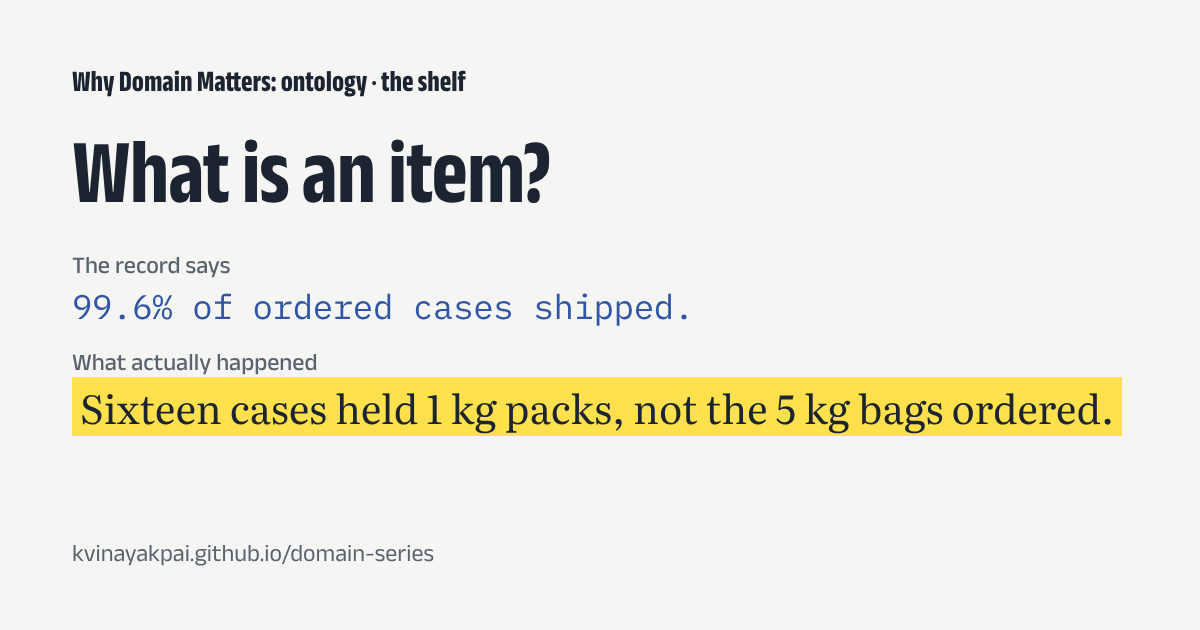 Why Domain Matters: ontology · the shelf
What is an item?
The record says
99.6% of ordered cases shipped.
What actually happened
Sixteen cases held 1 kg packs, not the 5 kg bags ordered.
kvinayakpai.github.io/domain-series